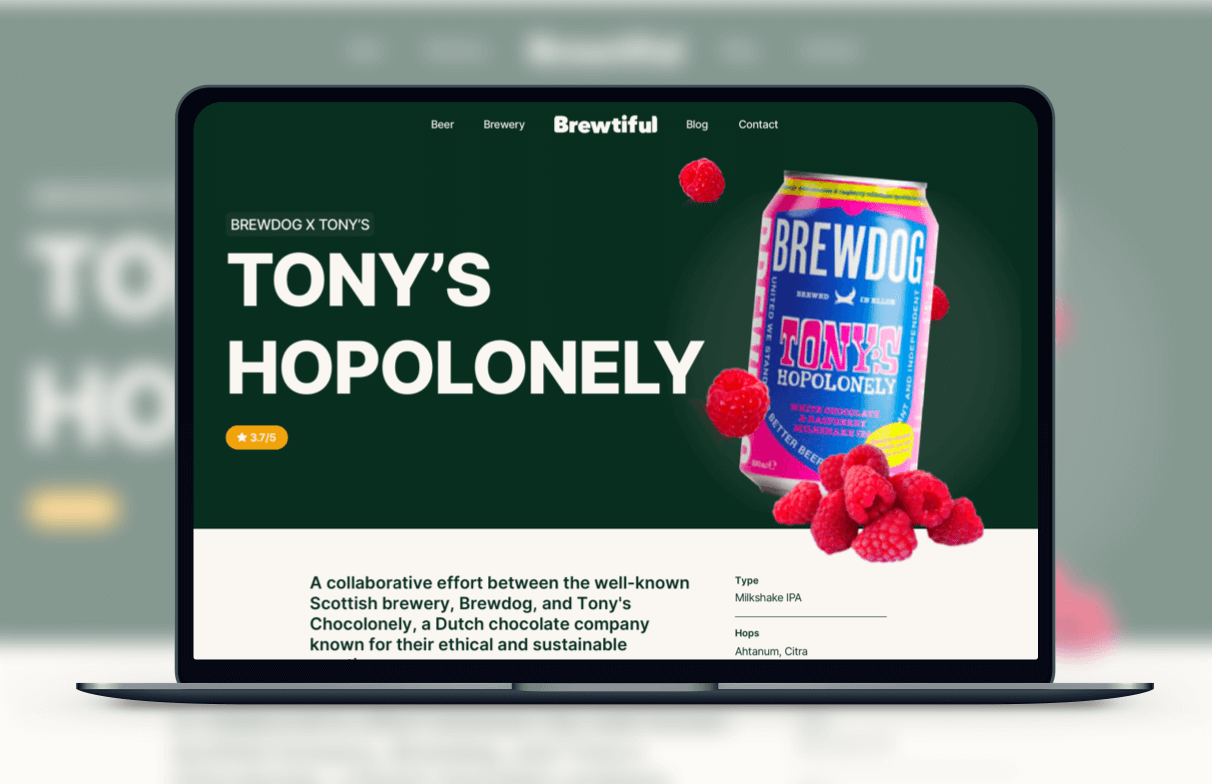 Beer Brewery Brewtiful Blog Contact
BREWDOG X TONY'S
TONY’S
HOPOLONELY
3.7/5
BREWDOG
BREWED IN ELLON
TONY'S
HOPOLONELY
WHITE CHOCOLATE
& RASPBERRY
MILKSHAKE IPA
UNITED WE STAND
BETTER BEER
A collaborative effort between the well-known
Scottish brewery, Brewdog, and Tony's
Chocolonely, a Dutch chocolate company
known for their ethical and sustainable
Type
Milkshake IPA
Hops
Ahtanum, Citra